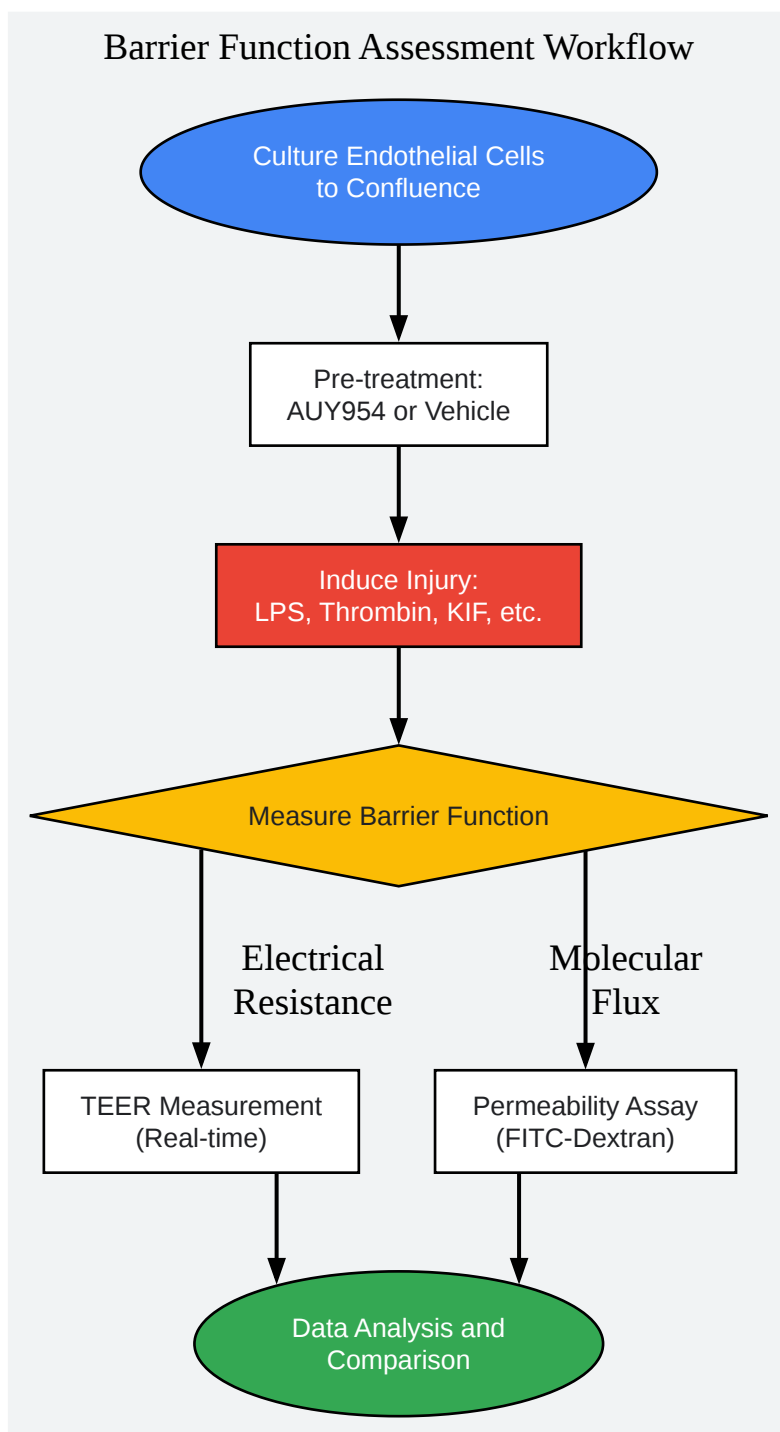 Barrier Function Assessment Workflow
Culture Endothelial Cells
to Confluence
Pre-treatment:
AUY954 or Vehicle
Induce Injury:
LPS, Thrombin, KIF, etc.
Measure Barrier Function
Electrical
Resistance
Molecular
Flux
TEER Measurement
(Real-time)
Permeability Assay
(FITC-Dextran)
Data Analysis and
Comparison